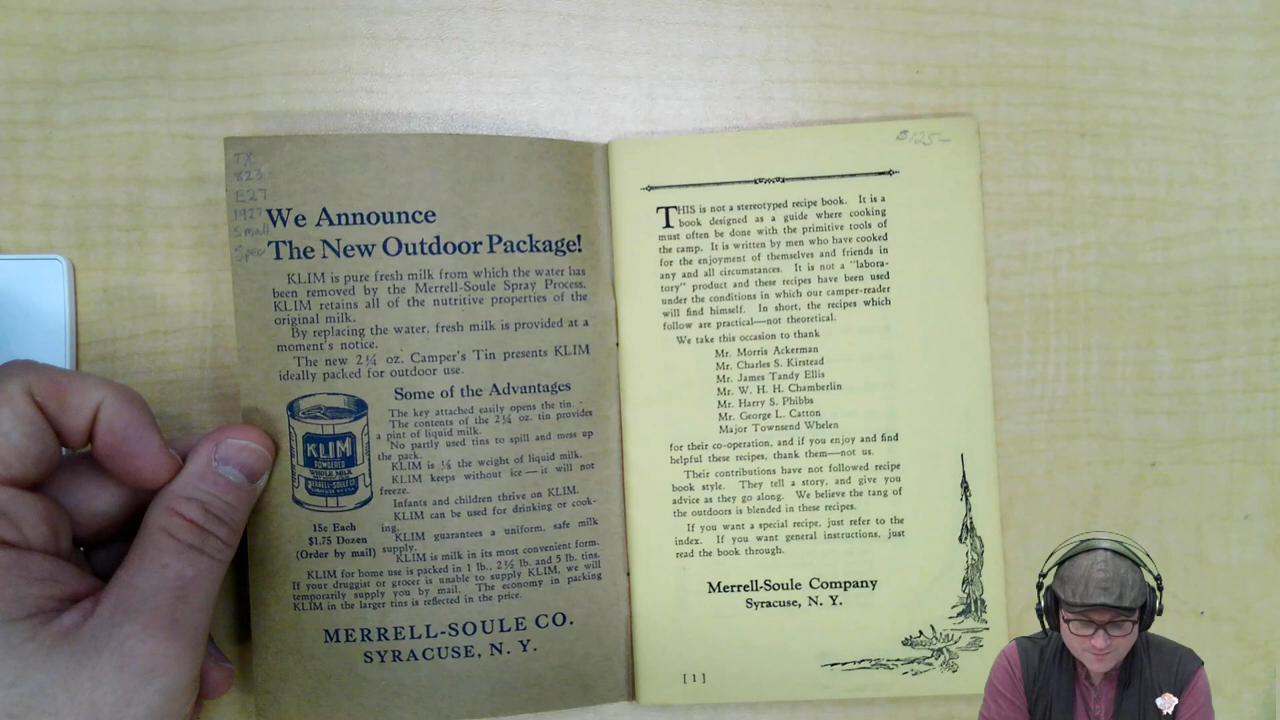 TX
823
E27
1927
Small
Spec
We Announce
The New Outdoor Package!
KLIM is pure fresh milk from which the water has
been removed by the Merrell-Soule Spray Process.
KLIM retains all of the nutritive properties of the
original milk.
By replacing the water, fresh milk is provided at a
moment's notice.
The new 2¼ oz. Camper's Tin presents KLIM
ideally packed for outdoor use.
Some of the Advantages
The key attached easily opens the tin.
The contents of the 2¼ oz. tin provides
a pint of liquid milk.
No partly used tins to spill and mess up
the pack.
KLIM is ⅛ the weight of liquid milk.
KLIM keeps without ice—it will not
freeze.
Infants and children thrive on KLIM.
KLIM can be used for drinking or cook-
ing.
KLIM guarantees a uniform, safe milk
supply.
KLIM is milk in its most convenient form.
KLIM
POWDERED
WHOLE MILK
MERRELL-SOULE CO.
15c Each
$1.75 Dozen
(Order by mail)
KLIM for home use is packed in 1 lb., 2½ lb. and 5 lb. tins.
If your druggist or grocer is unable to supply KLIM, we will
temporarily supply you by mail. The economy in packing
KLIM in the larger tins is reflected in the price.
MERRELL-SOULE CO.
SYRACUSE, N. Y.
$125—
THIS is not a stereotyped recipe book. It is a
book designed as a guide where cooking
must often be done with the primitive tools of
the camp. It is written by men who have cooked
for the enjoyment of themselves and friends in
any and all circumstances. It is not a "labora-
tory" product and these recipes have been used
under the conditions in which our camper-reader
will find himself. In short, the recipes which
follow are practical—not theoretical.
We take this occasion to thank
Mr. Morris Ackerman
Mr. Charles S. Kirstead
Mr. James Tandy Ellis
Mr. W. H. H. Chamberlin
Mr. Harry S. Phibbs
Mr. George L. Catton
Major Townsend Whelen
for their co-operation, and if you enjoy and find
helpful these recipes, thank them—not us.
Their contributions have not followed recipe
book style. They tell a story, and give you
advice as they go along. We believe the tang of
the outdoors is blended in these recipes.
If you want a special recipe, just refer to the
index. If you want general instructions, just
read the book through.
Merrell-Soule Company
Syracuse, N. Y.
[ 1 ]